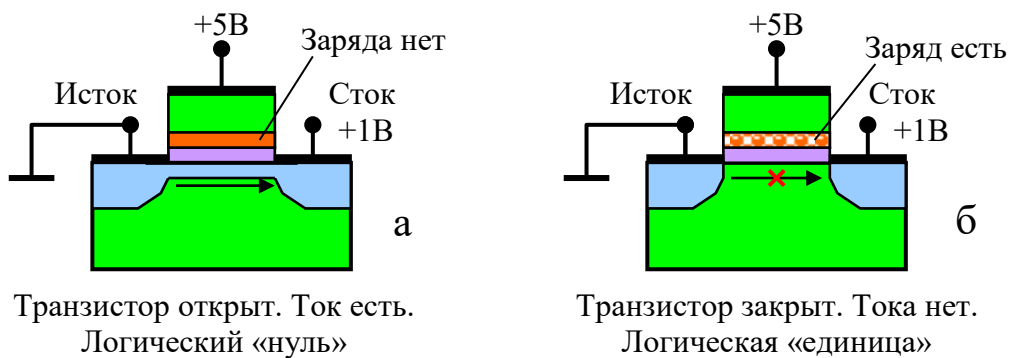 +5В
Заряда нет
Исток
Сток
+1В
а
Транзистор открыт. Ток есть.
Логический «нуль»
+5В
Заряд есть
Исток
Сток
+1В
б
Транзистор закрыт. Тока нет.
Логическая «единица»